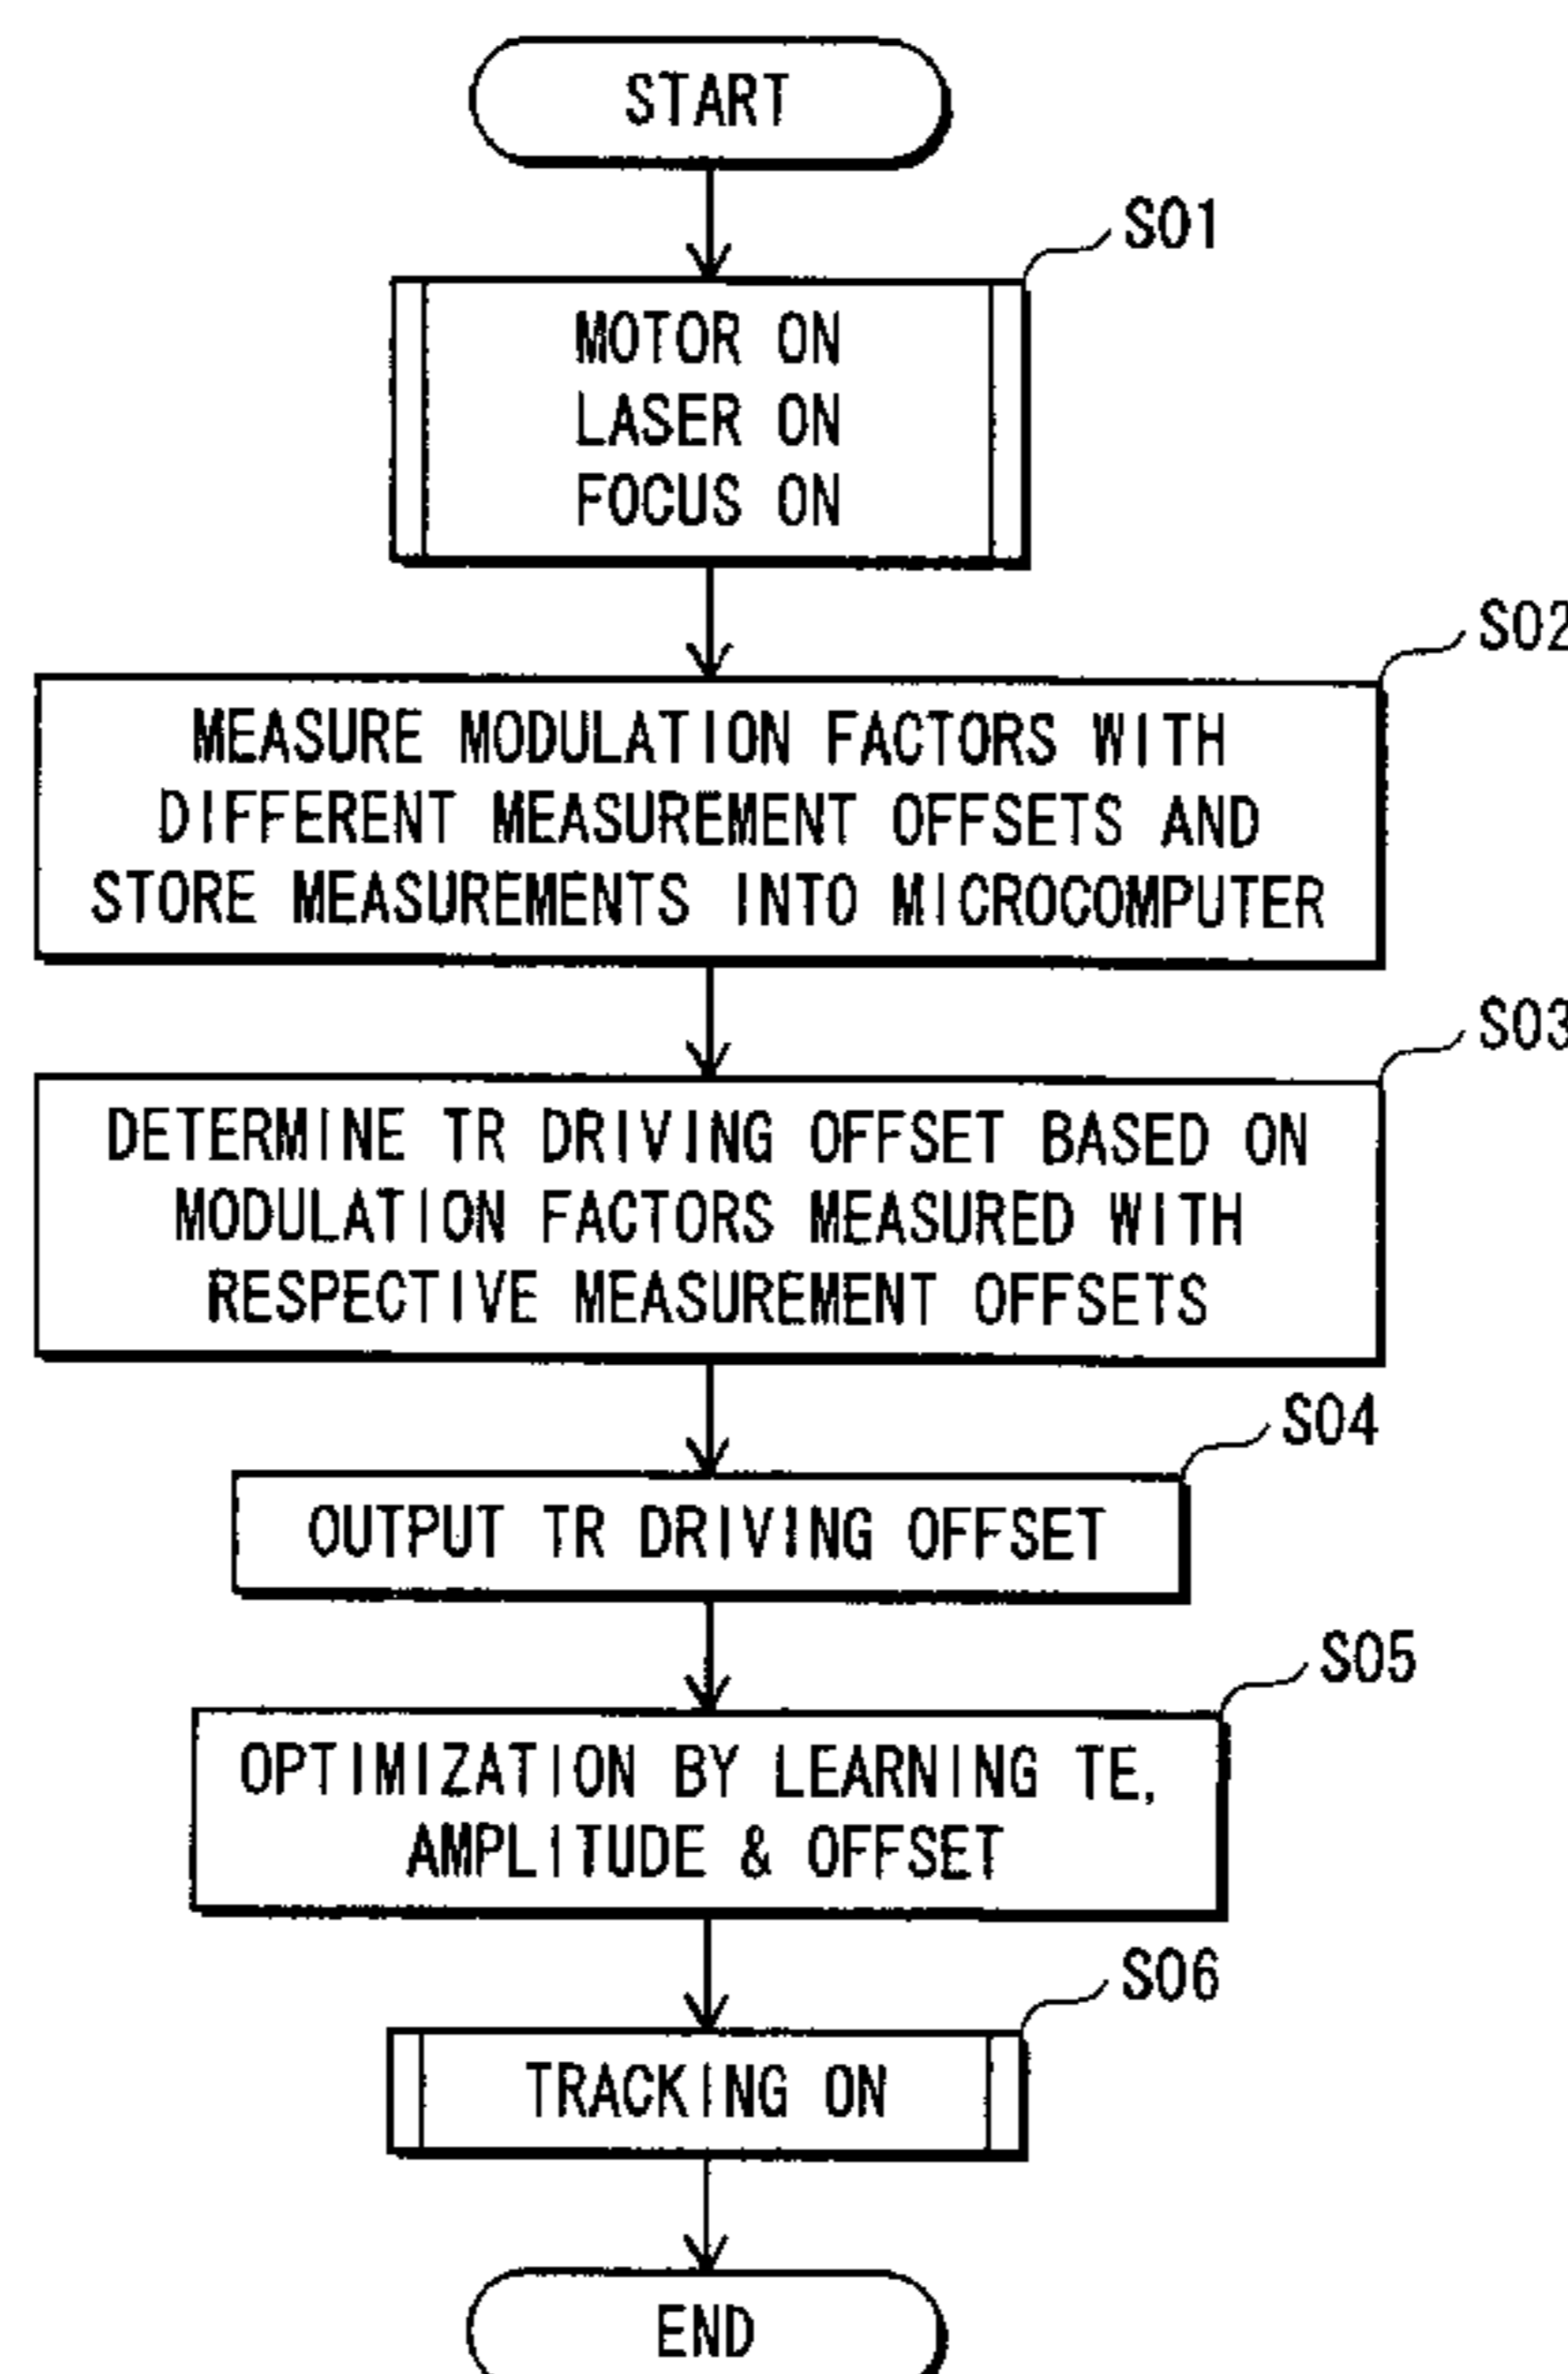 START
S01
MOTOR ON
LASER ON
FOCUS ON
S02
MEASURE MODULATION FACTORS WITH
DIFFERENT MEASUREMENT OFFSETS AND
STORE MEASUREMENTS INTO MICROCOMPUTER
S03
DETERMINE TR DRIVING OFFSET BASED ON
MODULATION FACTORS MEASURED WITH
RESPECTIVE MEASUREMENT OFFSETS
S04
OUTPUT TR DRIVING OFFSET
S05
OPTIMIZATION BY LEARNING TE,
AMPLITUDE & OFFSET
S06
TRACKING ON
END